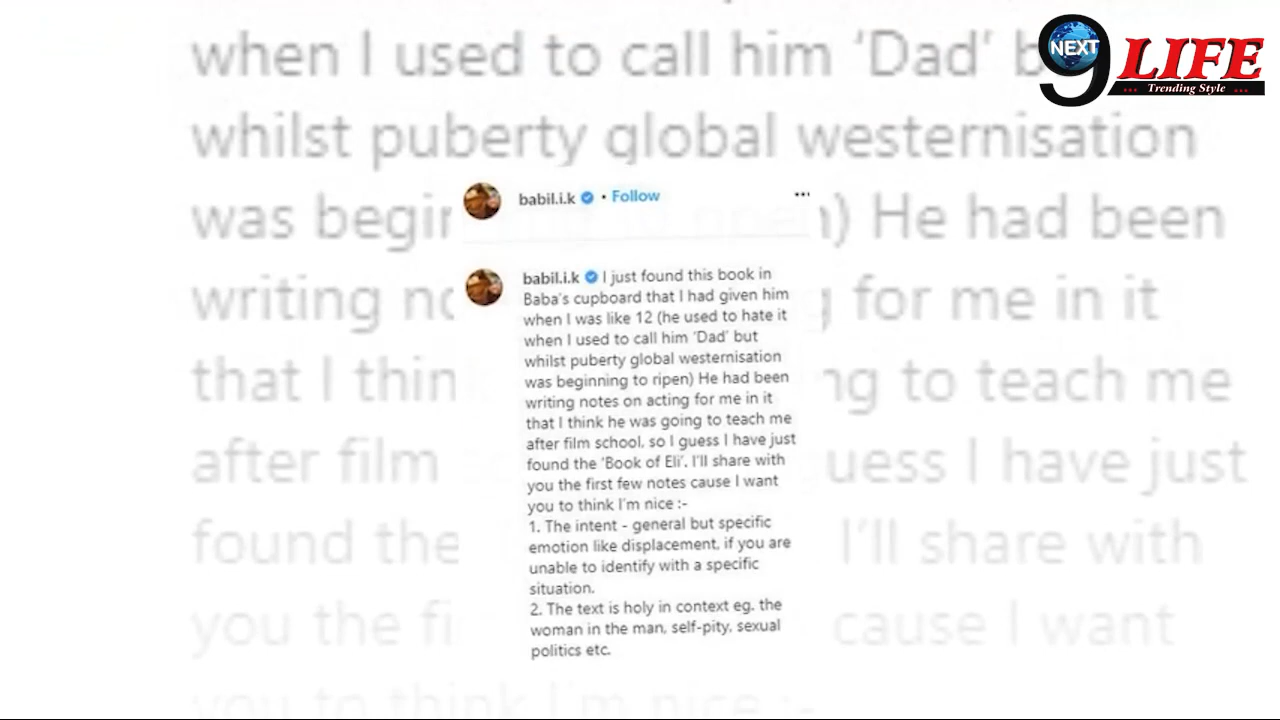 when I used to call him 'Dad' b
NEXT
9 LIFE
... Trending Style ...
whilst puberty global westernisation
was begin
n) He had been
writing no
g for me in it
that I thin
ng to teach me
after film
uess I have just
found the
I'll share with
you the fi
cause I want
you to think I'm nice :-
babil.i.k • Follow
...
babil.i.k I just found this book in
Baba's cupboard that I had given him
when I was like 12 (he used to hate it
when I used to call him 'Dad' but
whilst puberty global westernisation
was beginning to ripen) He had been
writing notes on acting for me in it
that I think he was going to teach me
after film school, so I guess I have just
found the 'Book of Eli'. I'll share with
you the first few notes cause I want
you to think I'm nice :-
1. The intent - general but specific
emotion like displacement, if you are
unable to identify with a specific
situation.
2. The text is holy in context eg. the
woman in the man, self-pity, sexual
politics etc.